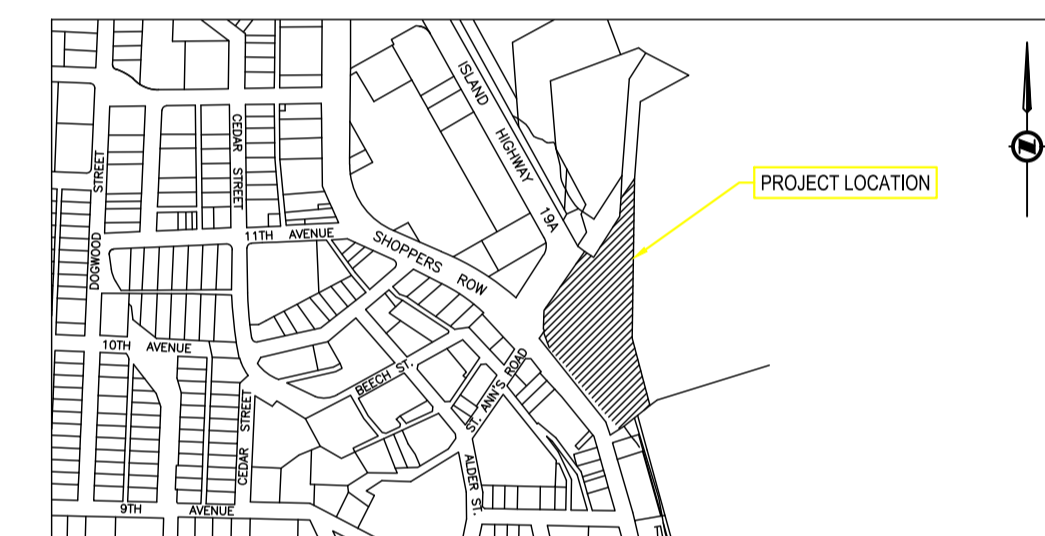 ISLAND HIGHWAY 19A
PROJECT LOCATION
CEDAR STREET
DOGWOOD STREET
11TH AVENUE
SHOPPERS ROW
10TH AVENUE
BEECH ST.
ST. ANN'S ROAD
CEDAR STREET
ALDER ST.
9TH AVENUE